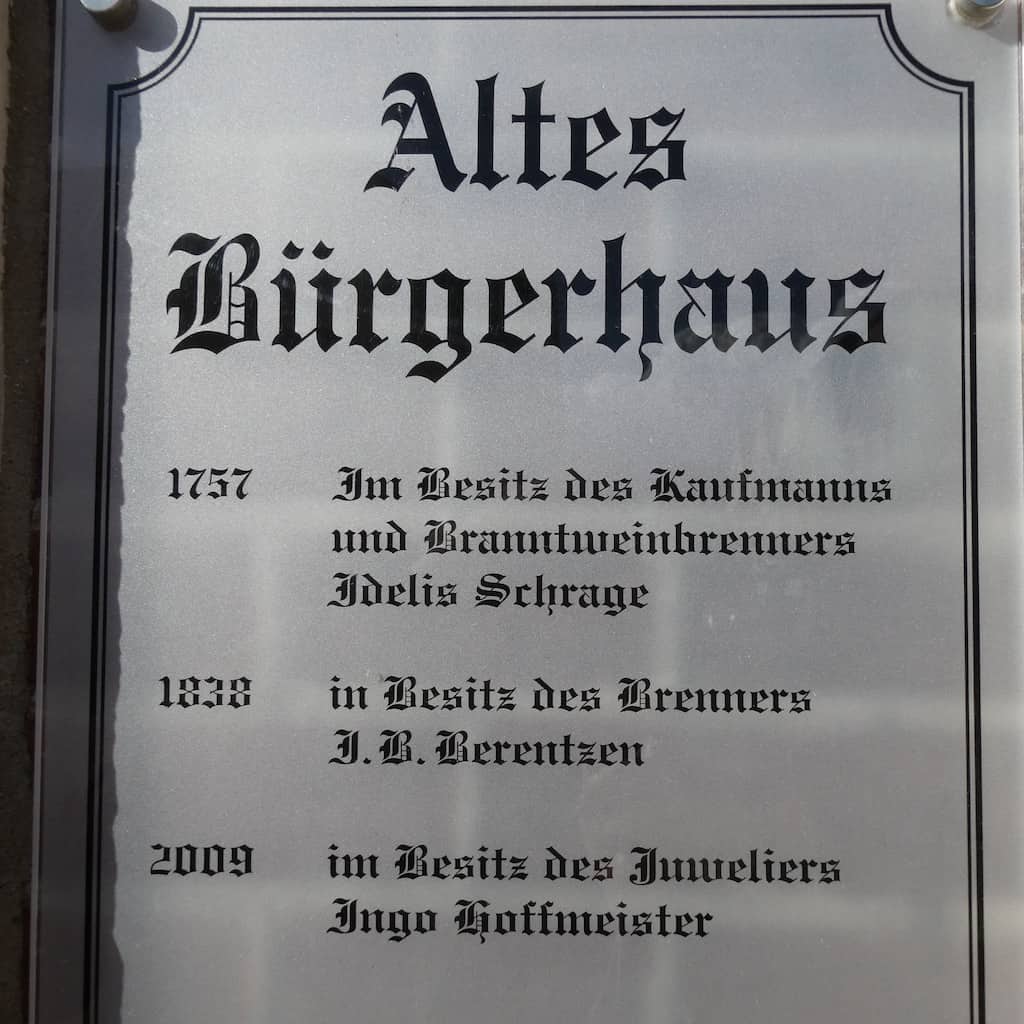 Altes
Bürgerhaus
1757 Im Besitz des Kaufmanns
und Branntweinbrenners
Idelis Schrage
1838 in Besitz des Brenners
J. B. Berentzen
2009 im Besitz des Juweliers
Ingo Hoffmeister